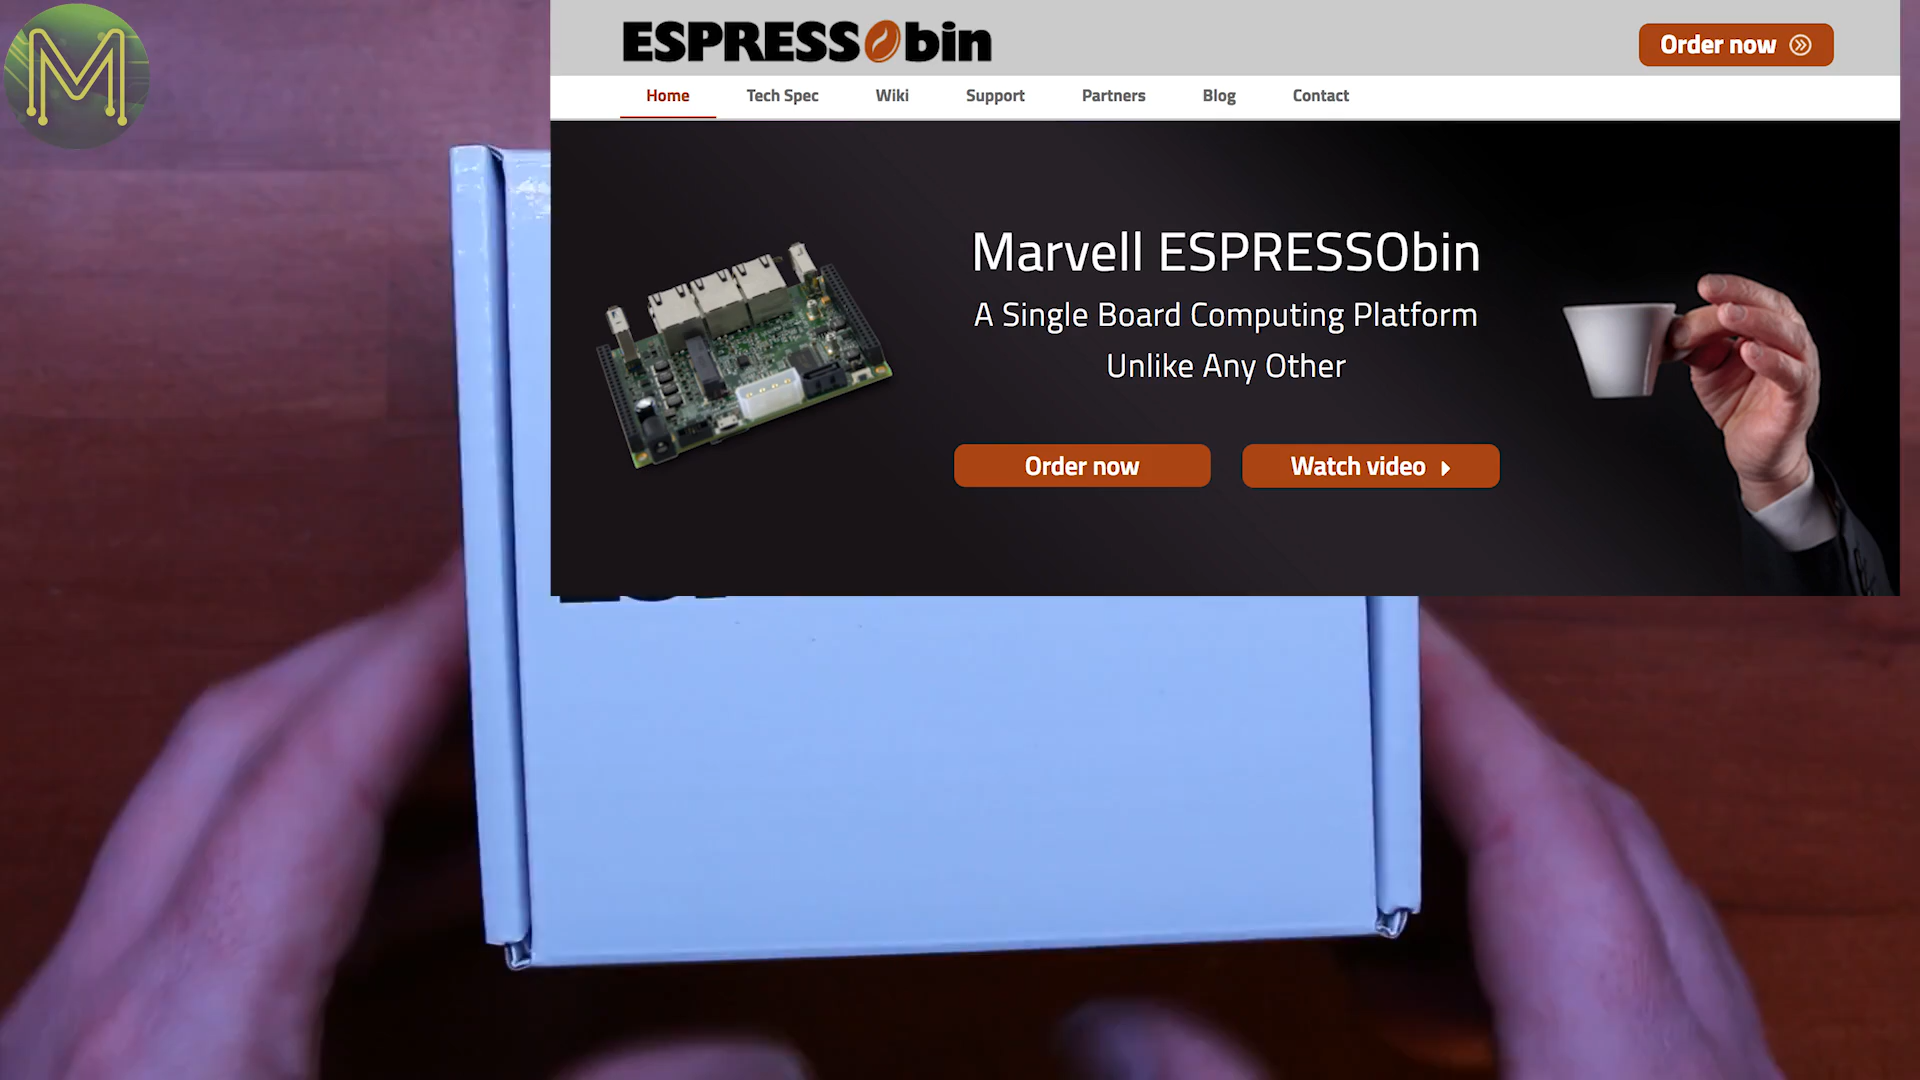 M
ESPRESSObin
Order now
Home Tech Spec Wiki Support Partners Blog Contact
Marvell ESPRESSObin
A Single Board Computing Platform
Unlike Any Other
Order now
Watch video